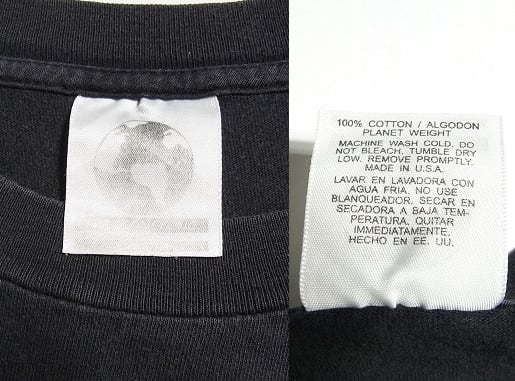 100% COTTON / ALGODON
PLANET WEIGHT
MACHINE WASH COLD. DO
NOT BLEACH. TUMBLE DRY
LOW. REMOVE PROMPTLY.
MADE IN U.S.A.
LAVAR EN LAVADORA CON
AGUA FRIA. NO USE
BLANQUEADOR. SECAR EN
SECADORA A BAJA TEM-
PERATURA. QUITAR
IMMEDIATAMENTE.
HECHO EN EE. UU.